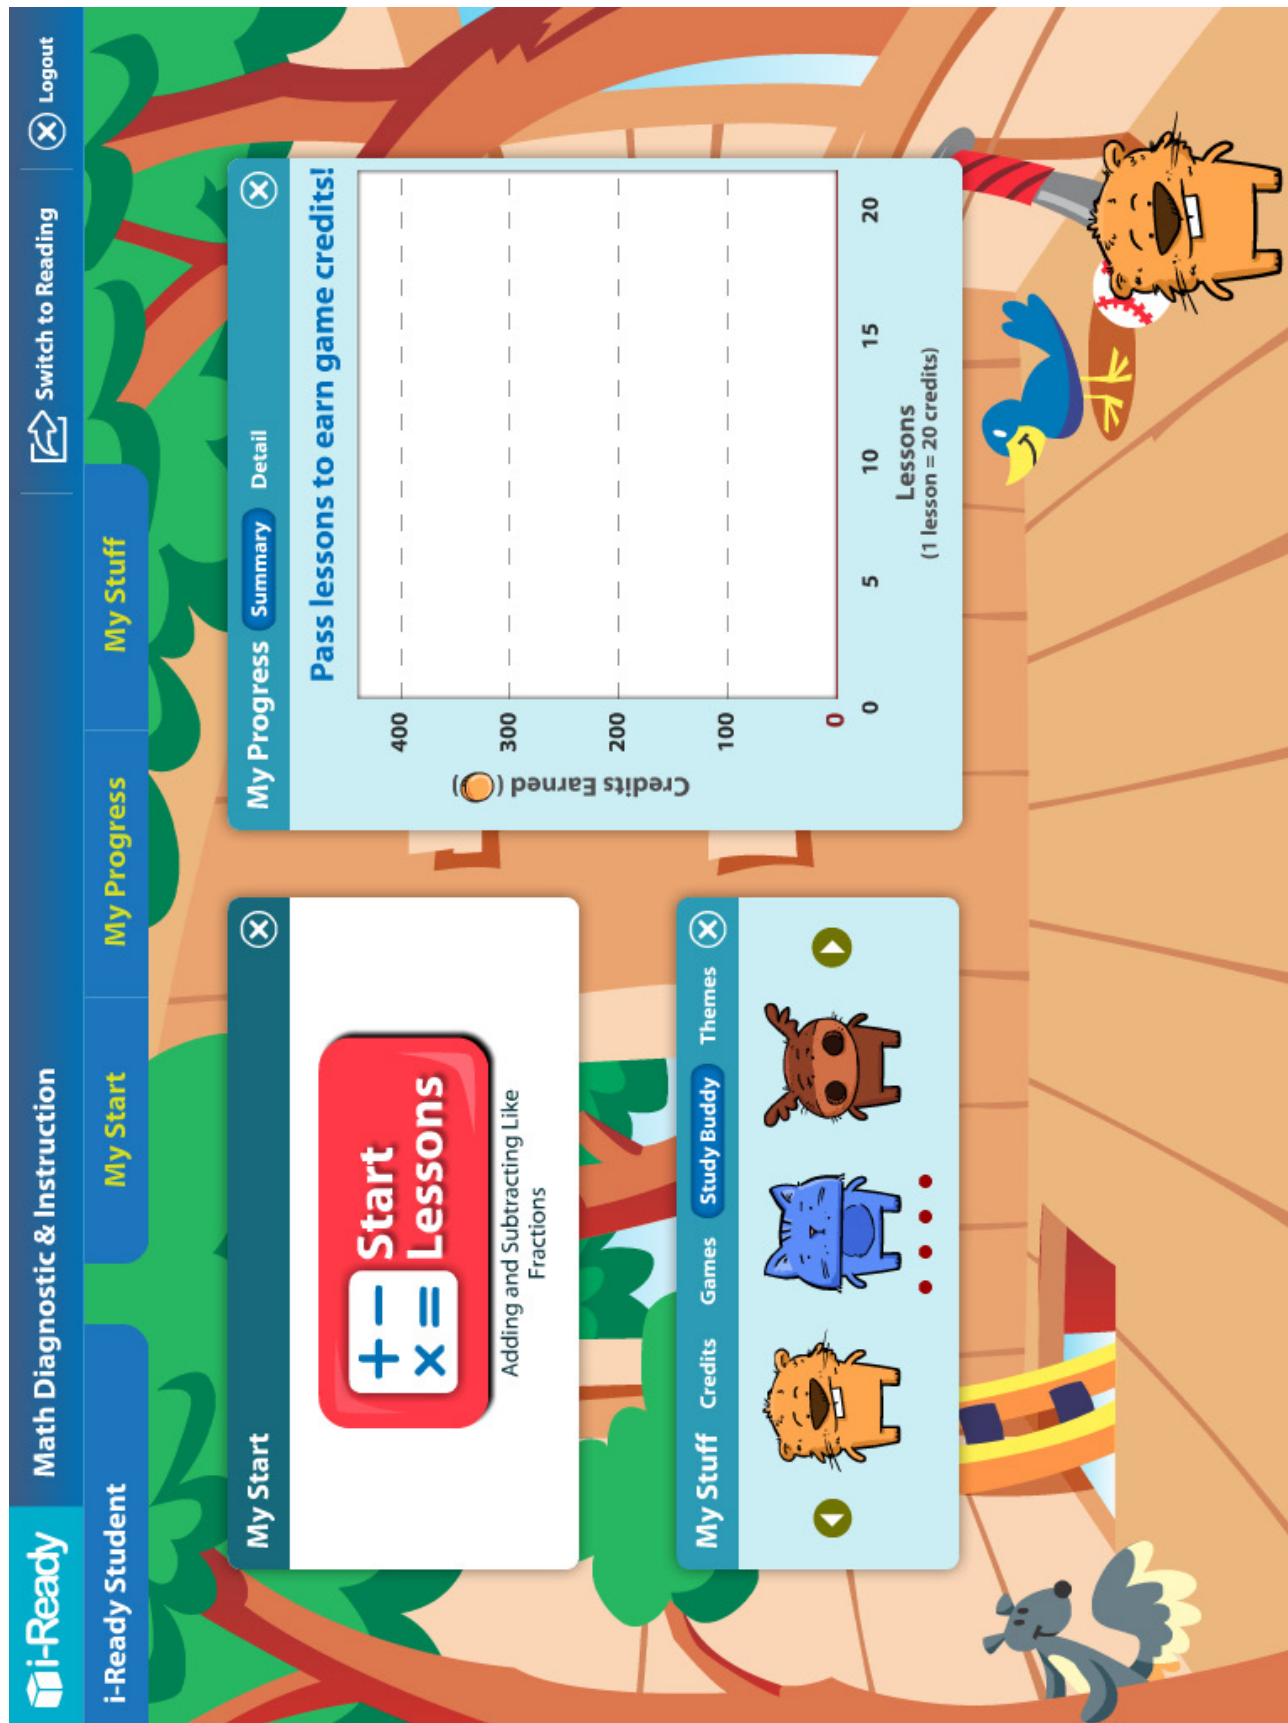 i-Ready
Math Diagnostic & Instruction
Switch to Reading
Logout
i-Ready Student
My Start
My Progress
My Stuff
My Start
+ −
× =
Start
Lessons
Adding and Subtracting Like
Fractions
My Progress
Summary
Detail
Pass lessons to earn game credits!
Credits Earned ( )
400
300
200
100
0
0 5 10 15 20
Lessons
(1 lesson = 20 credits)
My Stuff
Credits
Games
Study Buddy
Themes